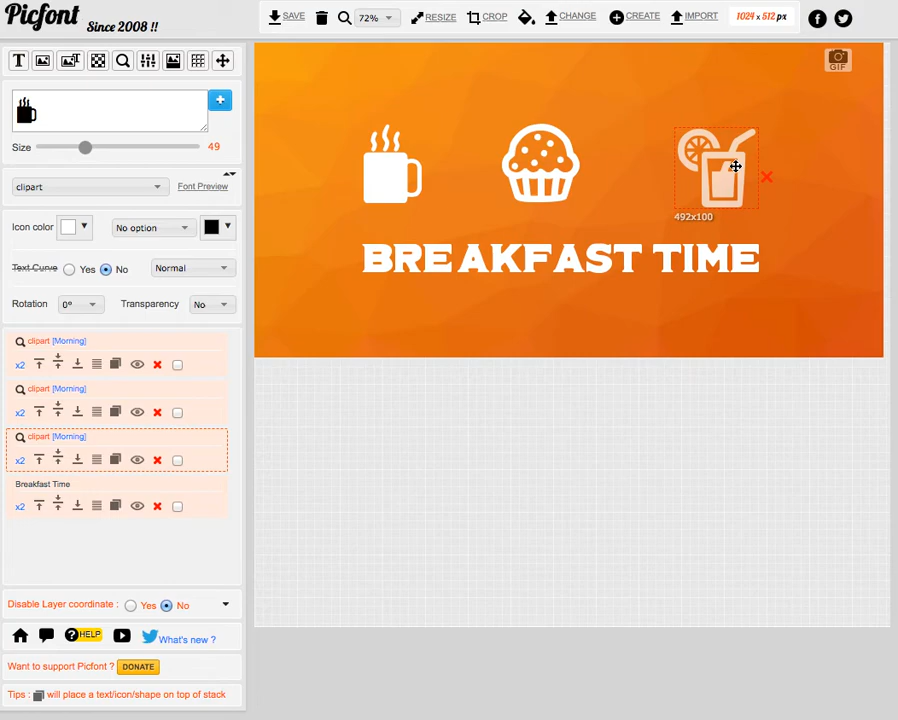 Picfont
Since 2008 !!
SAVE
72%
RESIZE
CROP
CHANGE
CREATE
IMPORT
1024 x 512 px
T
GIF
Size
49
clipart
Font Preview
492x100
BREAKFAST TIME
Icon color
No option
Text Curve
Yes
No
Normal
Rotation
0º
Transparency
No
clipart [Morning]
x2
clipart [Morning]
x2
clipart [Morning]
x2
Breakfast Time
x2
Disable Layer coordinate :
Yes
No
HELP
What's new ?
Want to support Picfont ?
DONATE
Tips : will place a text/icon/shape on top of stack